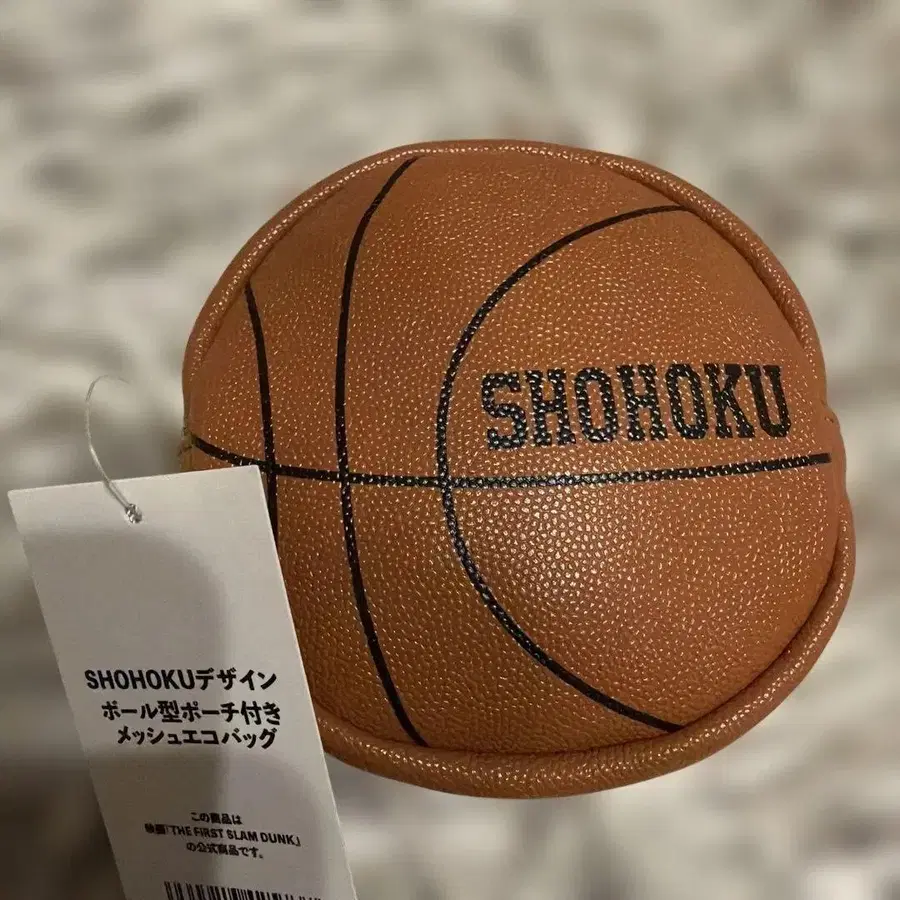 SHOHOKU
SHOHOKUデザイン
ボール型ポーチ付き
メッシュエコバッグ
この商品は
映画「THE FIRST SLAM DUNK」
の公式商品です。